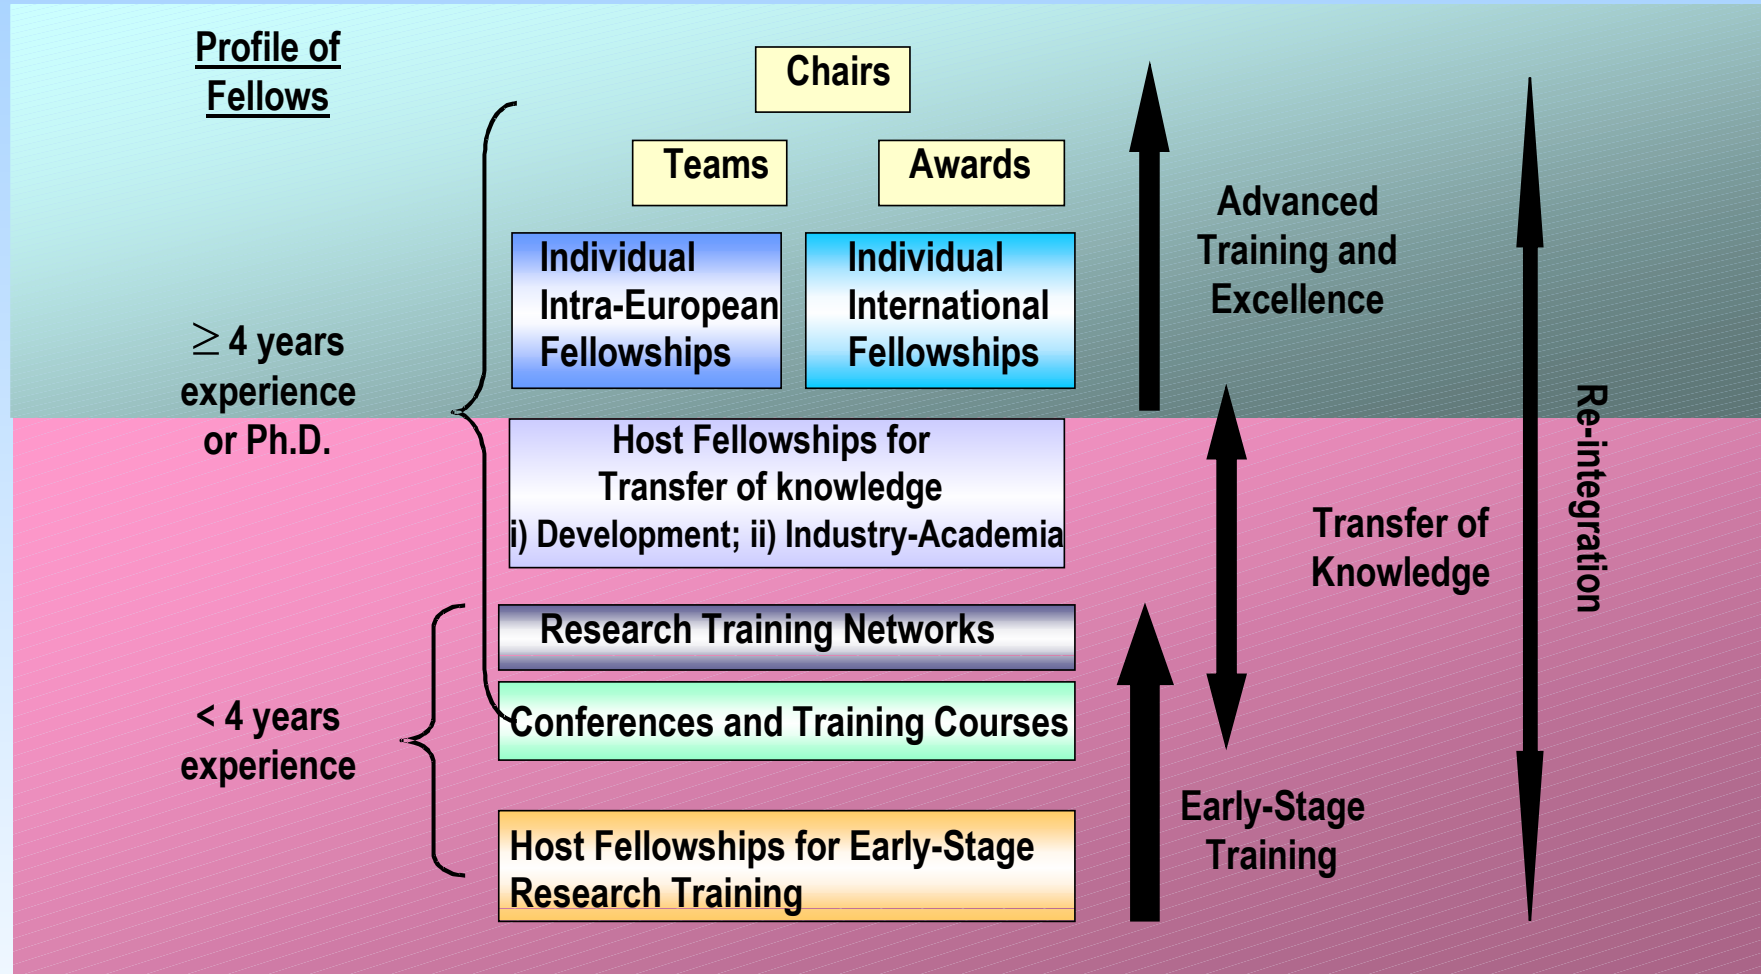 Profile of
Fellows
Chairs
Teams
Awards
Individual
Intra-European
Fellowships
Individual
International
Fellowships
Advanced
Training and
Excellence
≥ 4 years
experience
or Ph.D.
Host Fellowships for
Transfer of knowledge
i) Development; ii) Industry-Academia
Transfer of
Knowledge
Re-integration
Research Training Networks
Conferences and Training Courses
< 4 years
experience
Host Fellowships for Early-Stage
Research Training
Early-Stage
Training